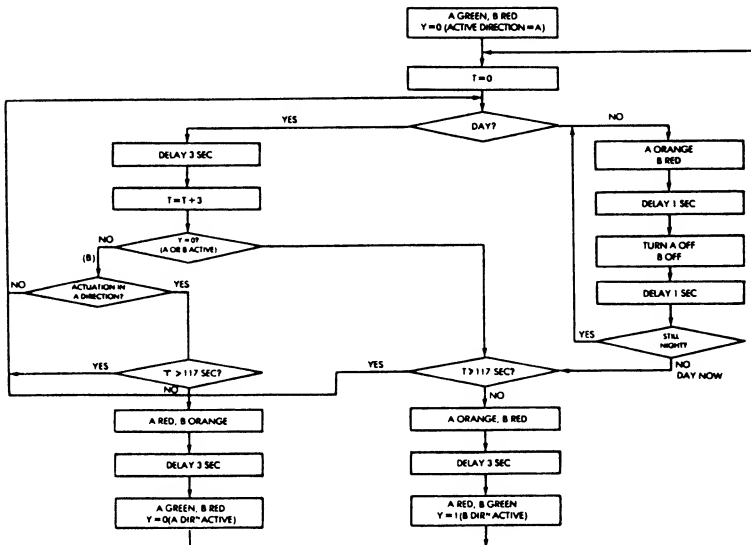 A GREEN, B RED
Y=0 (ACTIVE DIRECTION=A)
T=0
YES
DAY?
NO
DELAY 3 SEC
A ORANGE
B RED
T=T+3
DELAY 1 SEC
NO
Y=0?
(A OR B ACTIVE)
(B)
TURN A OFF
B OFF
NO
ACTUATION IN
A DIRECTION?
YES
DELAY 1 SEC
YES
STILL
NIGHT?
YES
"T" > 117 SEC?
YES
T ≥ 117 SEC?
NO
DAY NOW
NO
NO
A RED, B ORANGE
A ORANGE, B RED
DELAY 3 SEC
DELAY 3 SEC
A GREEN, B RED
Y=0(A DIR~ ACTIVE)
A RED, B GREEN
Y=1(B DIR~ ACTIVE)